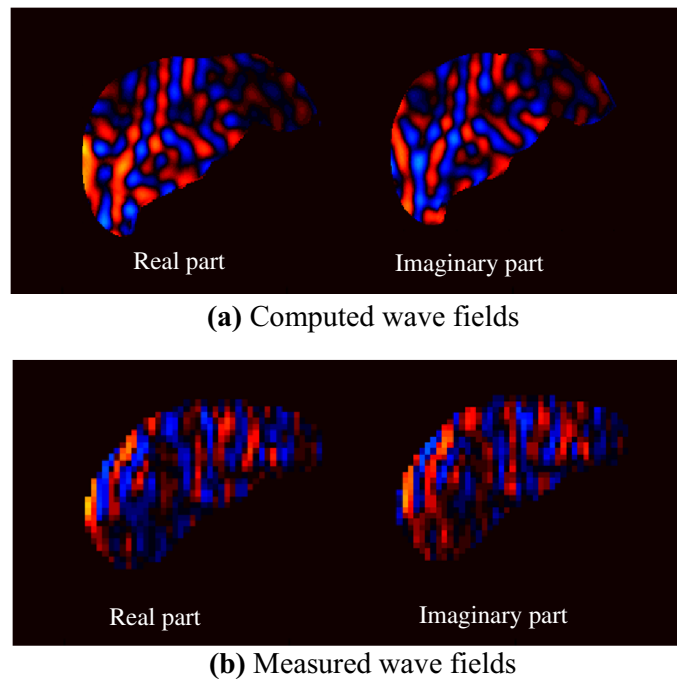 Real part Imaginary part
(a) Computed wave fields
Real part Imaginary part
(b) Measured wave fields